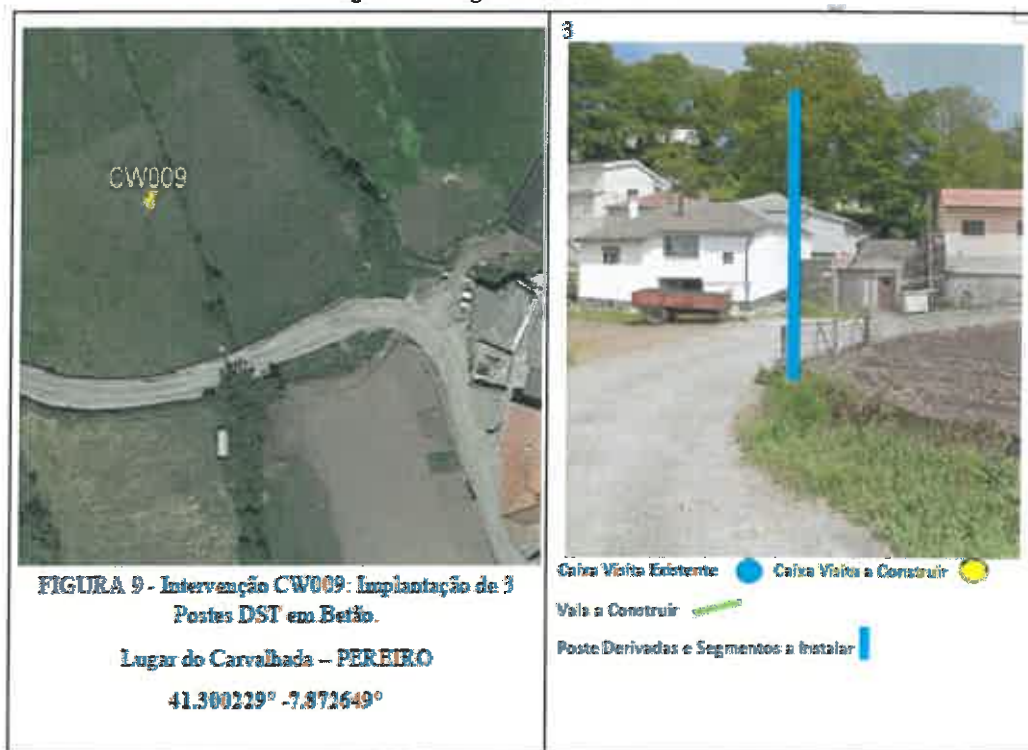 CW009
FIGURA 9 - Intervenção CW009: Implantação de 3
Postes DST em Betão.
Lugar do Carvalhada – PEREIRO
41.300229° -7.872649°
3
Caixa Visita Existente Caixa Visita a Construir
Vala a Construir
Poste Derivadas e Segmentos a Instalar